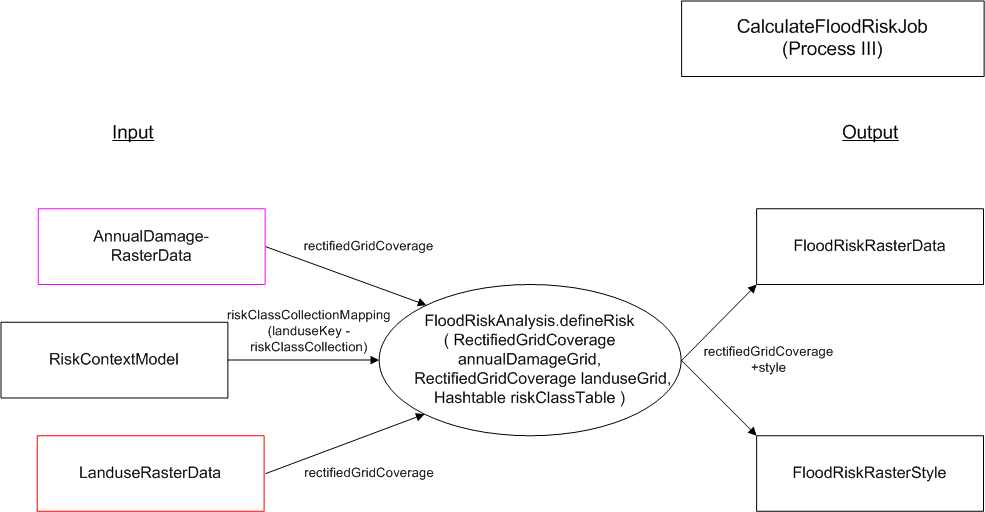 CalculateFloodRiskJob
(Process III)
Input
Output
AnnualDamage-
RasterData
rectifiedGridCoverage
FloodRiskRasterData
RiskContextModel
riskClassCollectionMapping
(landuseKey -
riskClassCollection)
FloodRiskAnalysis.defineRisk
( RectifiedGridCoverage
annualDamageGrid,
RectifiedGridCoverage landuseGrid,
Hashtable riskClassTable )
rectifiedGridCoverage
+style
LanduseRasterData
rectifiedGridCoverage
FloodRiskRasterStyle